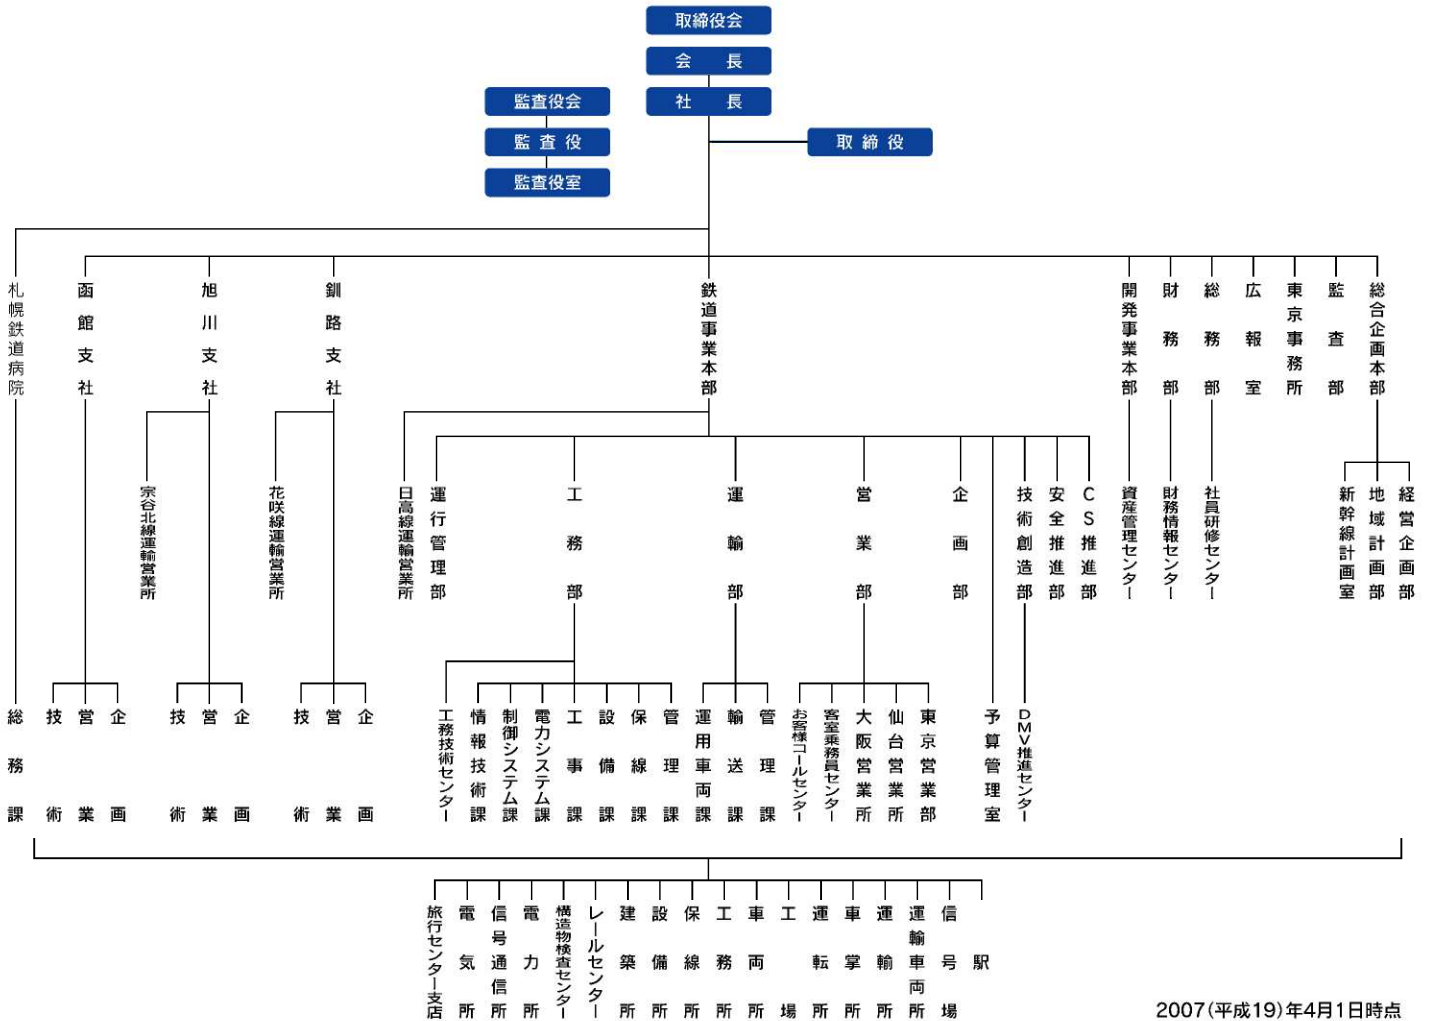 取締役会
会長
社長
監査役会
監査役
監査役室
取締役
札幌鉄道病院
函館支社
旭川支社
釧路支社
鉄道事業本部
開発事業本部
財務部
総務部
広報室
東京事務所
監査部
総合企画本部
宗谷北線運輸営業所
花咲線運輸営業所
日高線運輸営業所
運行管理部
工務部
運輸部
営業部
企画部
技術創造部
安全推進部
CS推進部
資産管理センター
財務情報センター
社員研修センター
新幹線計画室
地域計画部
経営企画部
総務課
技術
営業
企画
技術
営業
企画
技術
営業
企画
工務技術センター
情報技術課
制御システム課
電力システム課
工事課
設備課
保線課
管理課
運用車両課
輸送課
管理課
お客様コールセンター
客室乗務員センター
大阪営業所
仙台営業所
東京営業部
予算管理室
DMV推進センター
旅行センター支店
電気所
信号通信所
電力所
構造物検査センター
レールセンター
建築所
設備所
保線所
工務所
車両所
工場
運転所
車掌所
運輸所
運輸車両所
信号場
駅
2007(平成19)年4月1日時点